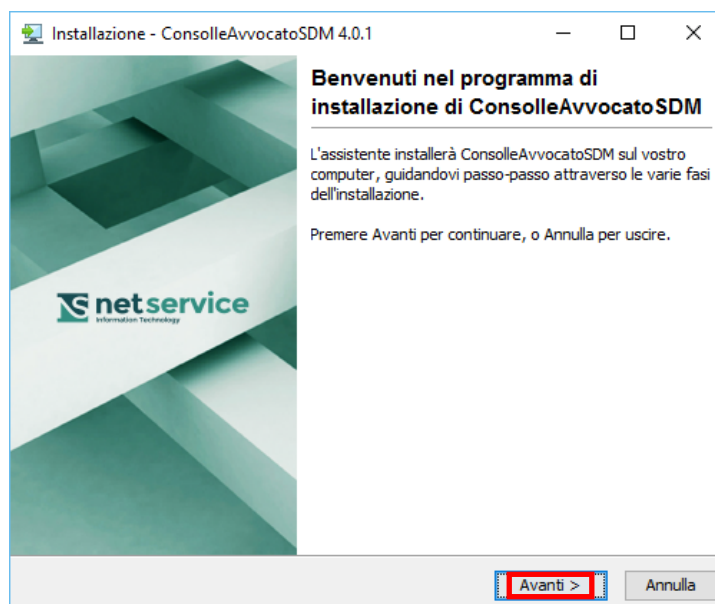 Installazione - ConsolleAvvocatoSDM 4.0.1
Benvenuti nel programma di
installazione di ConsolleAvvocatoSDM
L'assistente installerà ConsolleAvvocatoSDM sul vostro
computer, guidandovi passo-passo attraverso le varie fasi
dell'installazione.
Premere Avanti per continuare, o Annulla per uscire.
netservice
Information Technology
Avanti >
Annulla